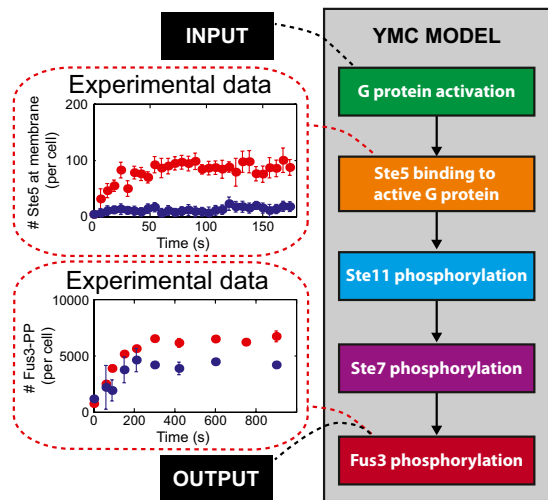 INPUT
YMC MODEL
Experimental data
200
100
0
0
50
100
150
Time (s)
# Ste5 at membrane
(per cell)
Experimental data
10000
5000
0
0
200
400
600
800
Time (s)
# Fus3-PP
(per cell)
OUTPUT
G protein activation
Ste5 binding to
active G protein
Ste11 phosphorylation
Ste7 phosphorylation
Fus3 phosphorylation